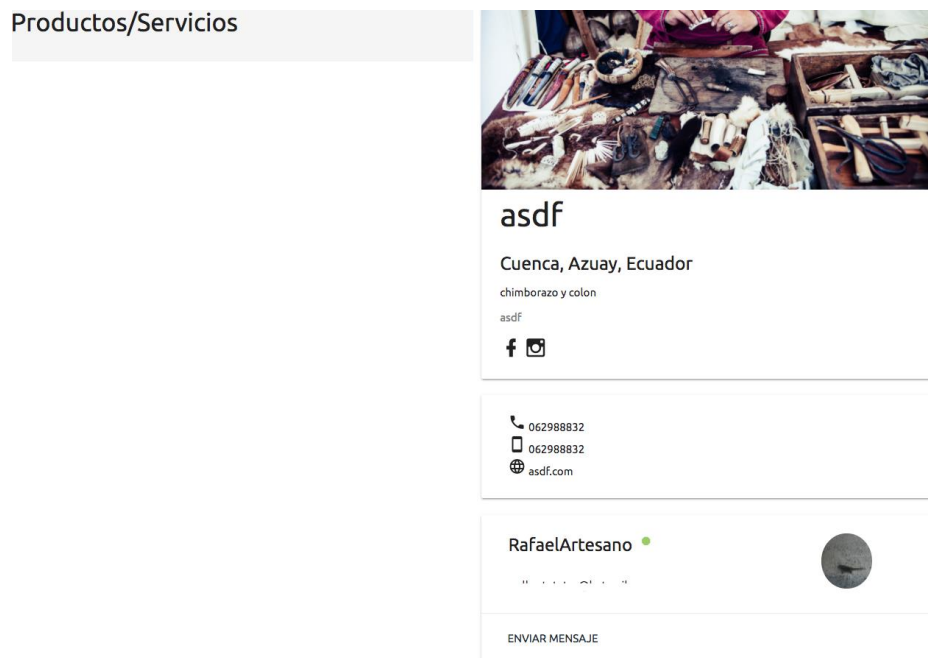 Productos/Servicios
asdf
Cuenca, Azuay, Ecuador
chimborazo y colon
asdf
062988832
062988832
asdf.com
RafaelArtesano
ENVIAR MENSAJE